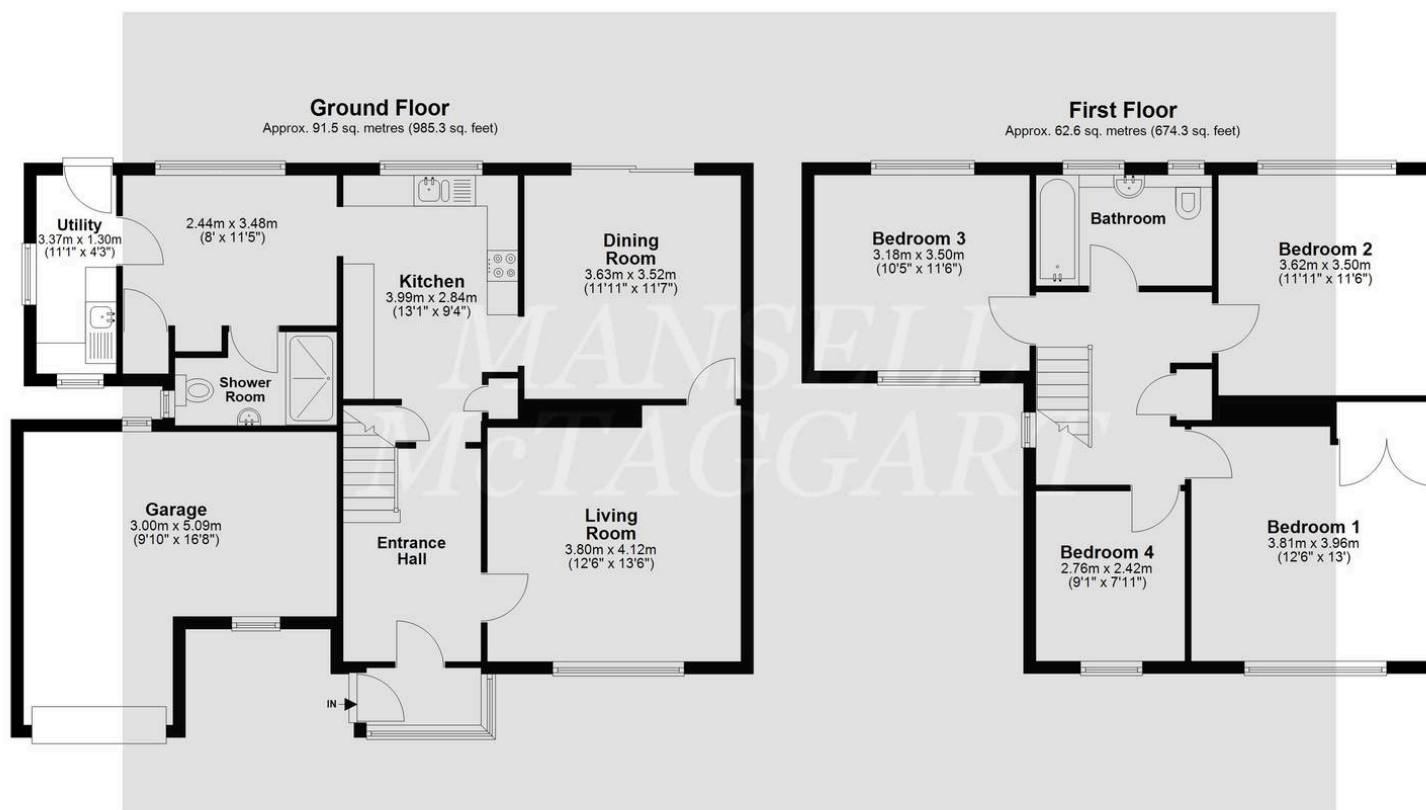 Ground Floor
Approx. 91.5 sq. metres (985.3 sq. feet)
Utility
3.37m x 1.30m
(11'1" x 4'3")
2.44m x 3.48m
(8' x 11'5")
Kitchen
3.99m x 2.84m
(13'1" x 9'4")
Dining
Room
3.63m x 3.52m
(11'11" x 11'7")
Shower
Room
Garage
3.00m x 5.09m
(9'10" x 16'8")
Entrance
Hall
Living
Room
3.80m x 4.12m
(12'6" x 13'6")
IN
First Floor
Approx. 62.6 sq. metres (674.3 sq. feet)
Bedroom 3
3.18m x 3.50m
(10'5" x 11'6")
Bathroom
Bedroom 2
3.62m x 3.50m
(11'11" x 11'6")
Bedroom 4
2.76m x 2.42m
(9'1" x 7'11")
Bedroom 1
3.81m x 3.96m
(12'6" x 13')
MANSELL
McTAGGART